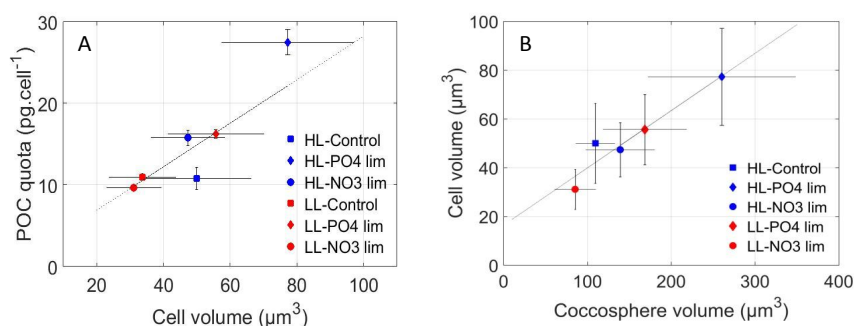 A
POC quota (pg.cell-1)
30
20
10
0
HL-Control
HL-PO4 lim
HL-NO3 lim
LL-Control
LL-PO4 lim
LL-NO3 lim
20 40 60 80 100
Cell volume (µm3)
B
Cell volume (µm3)
100
80
60
40
20
0
HL-Control
HL-PO4 lim
HL-NO3 lim
LL-PO4 lim
LL-NO3 lim
0 100 200 300 400
Coccosphere volume (µm3)